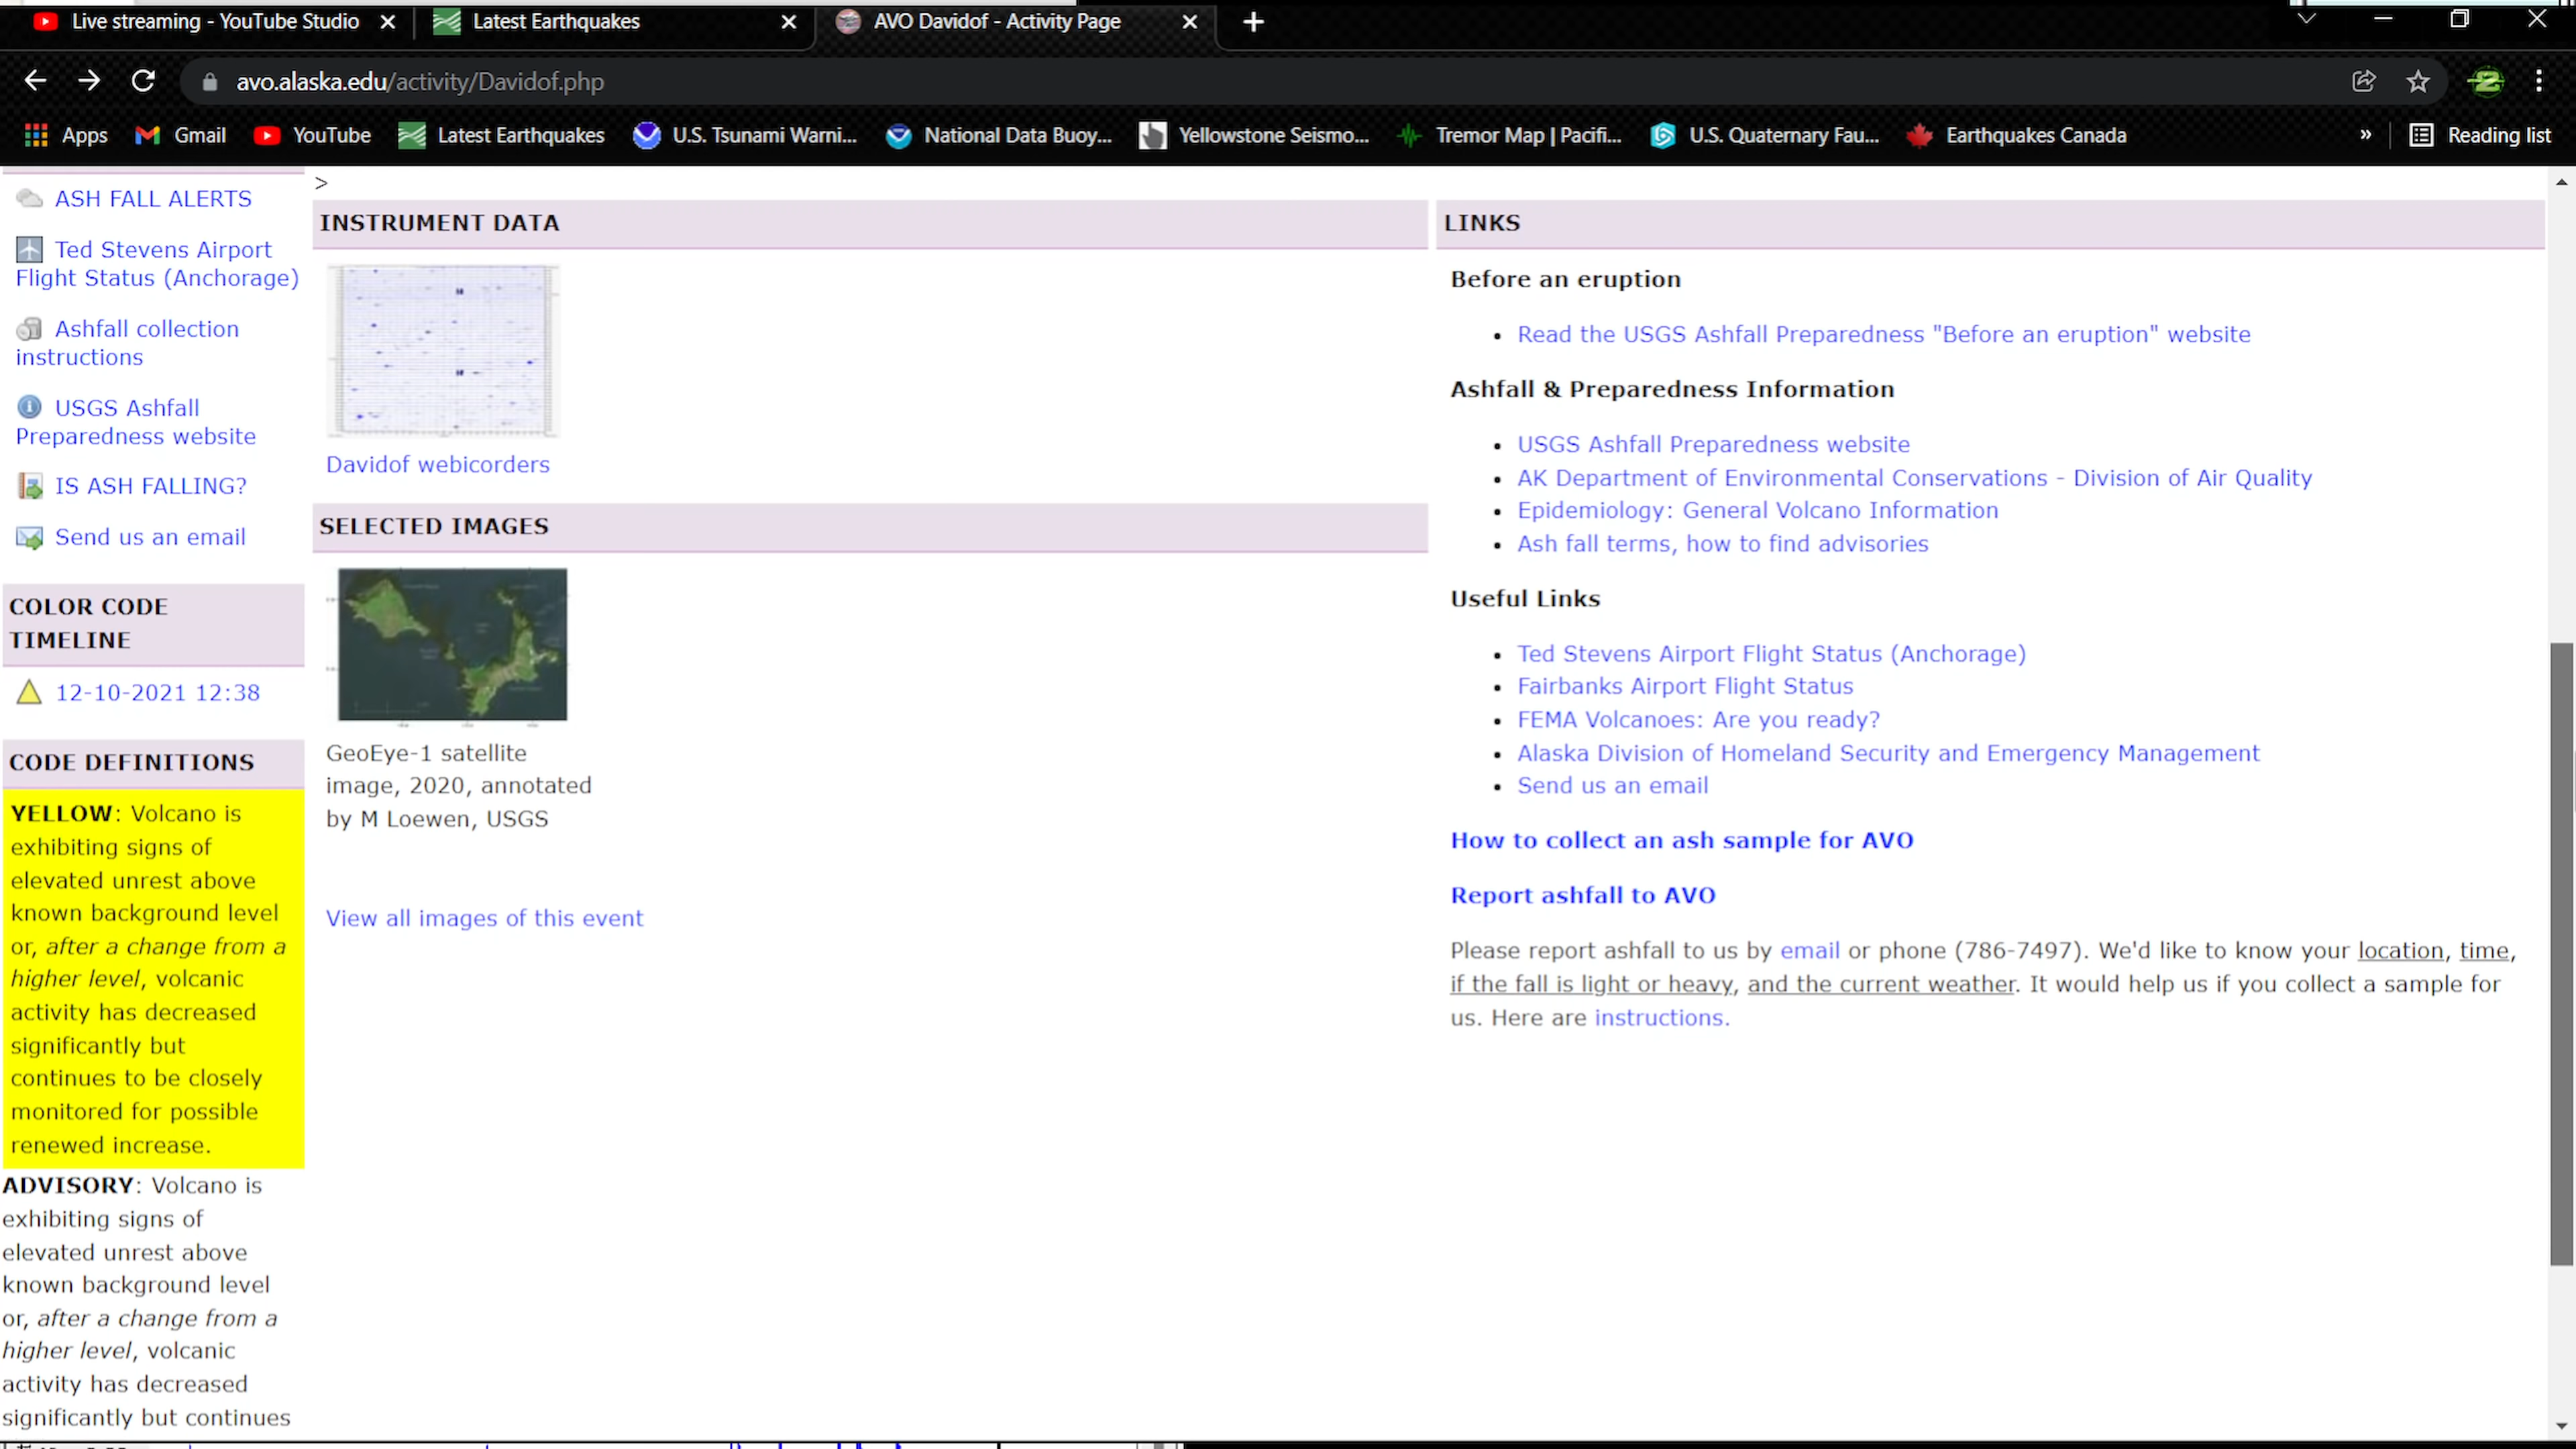 Live streaming - YouTube Studio
Latest Earthquakes
AVO Davidof - Activity Page
avo.alaska.edu/activity/Davidof.php
Apps
Gmail
YouTube
Latest Earthquakes
U.S. Tsunami Warni...
National Data Buoy...
Yellowstone Seismo...
Tremor Map | Pacifi...
U.S. Quaternary Fau...
Earthquakes Canada
»
Reading list
ASH FALL ALERTS
Ted Stevens Airport
Flight Status (Anchorage)
Ashfall collection
instructions
USGS Ashfall
Preparedness website
IS ASH FALLING?
Send us an email
COLOR CODE
TIMELINE
12-10-2021 12:38
CODE DEFINITIONS
YELLOW: Volcano is
exhibiting signs of
elevated unrest above
known background level
or, after a change from a
higher level, volcanic
activity has decreased
significantly but
continues to be closely
monitored for possible
renewed increase.
ADVISORY: Volcano is
exhibiting signs of
elevated unrest above
known background level
or, after a change from a
higher level, volcanic
activity has decreased
significantly but continues
>
INSTRUMENT DATA
Davidof webicorders
SELECTED IMAGES
GeoEye-1 satellite
image, 2020, annotated
by M Loewen, USGS
View all images of this event
LINKS
Before an eruption
• Read the USGS Ashfall Preparedness "Before an eruption" website
Ashfall & Preparedness Information
• USGS Ashfall Preparedness website
• AK Department of Environmental Conservations - Division of Air Quality
• Epidemiology: General Volcano Information
• Ash fall terms, how to find advisories
Useful Links
• Ted Stevens Airport Flight Status (Anchorage)
• Fairbanks Airport Flight Status
• FEMA Volcanoes: Are you ready?
• Alaska Division of Homeland Security and Emergency Management
• Send us an email
How to collect an ash sample for AVO
Report ashfall to AVO
Please report ashfall to us by email or phone (786-7497). We'd like to know your location, time,
if the fall is light or heavy, and the current weather. It would help us if you collect a sample for
us. Here are instructions.